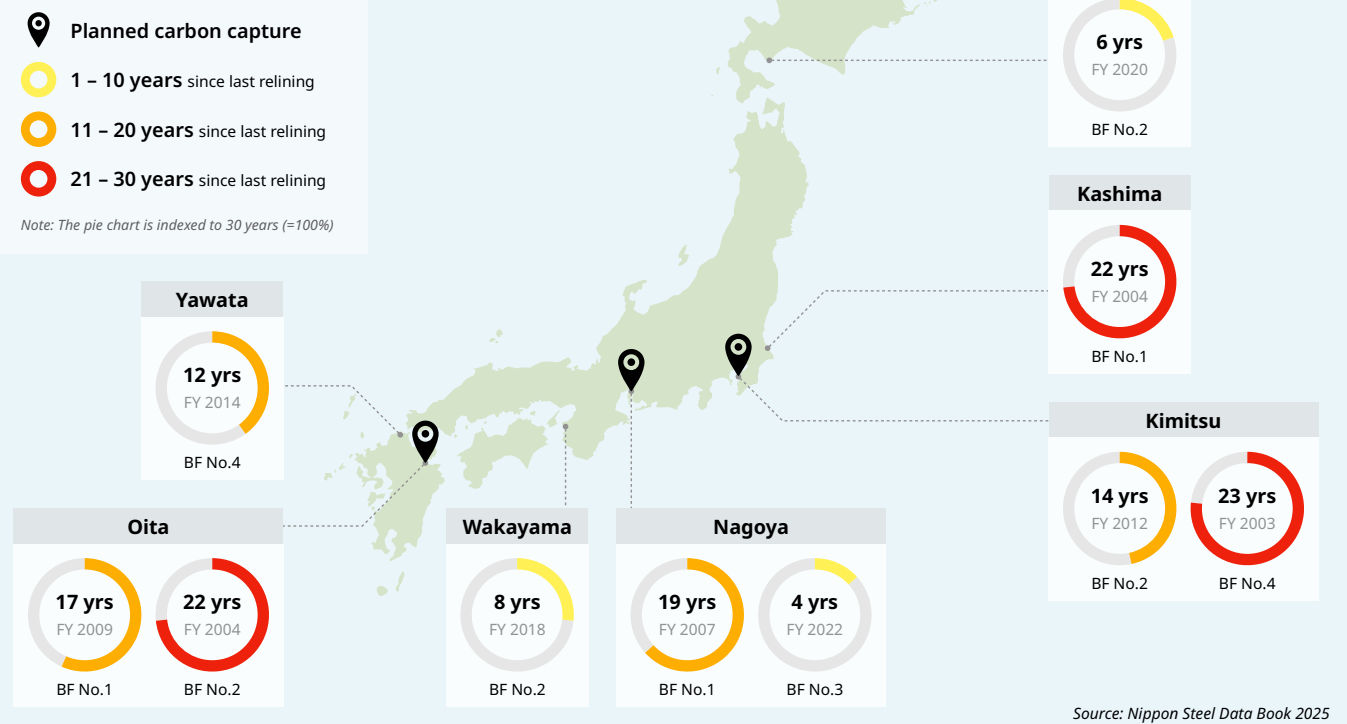 Planned carbon capture
1 – 10 years since last relining
11 – 20 years since last relining
21 – 30 years since last relining
Note: The pie chart is indexed to 30 years (=100%)
6 yrs
FY 2020
BF No.2
Kashima
22 yrs
FY 2004
BF No.1
Yawata
12 yrs
FY 2014
BF No.4
Kimitsu
14 yrs
FY 2012
BF No.2
23 yrs
FY 2003
BF No.4
Oita
17 yrs
FY 2009
BF No.1
22 yrs
FY 2004
BF No.2
Wakayama
8 yrs
FY 2018
BF No.2
Nagoya
19 yrs
FY 2007
BF No.1
4 yrs
FY 2022
BF No.3
Source: Nippon Steel Data Book 2025